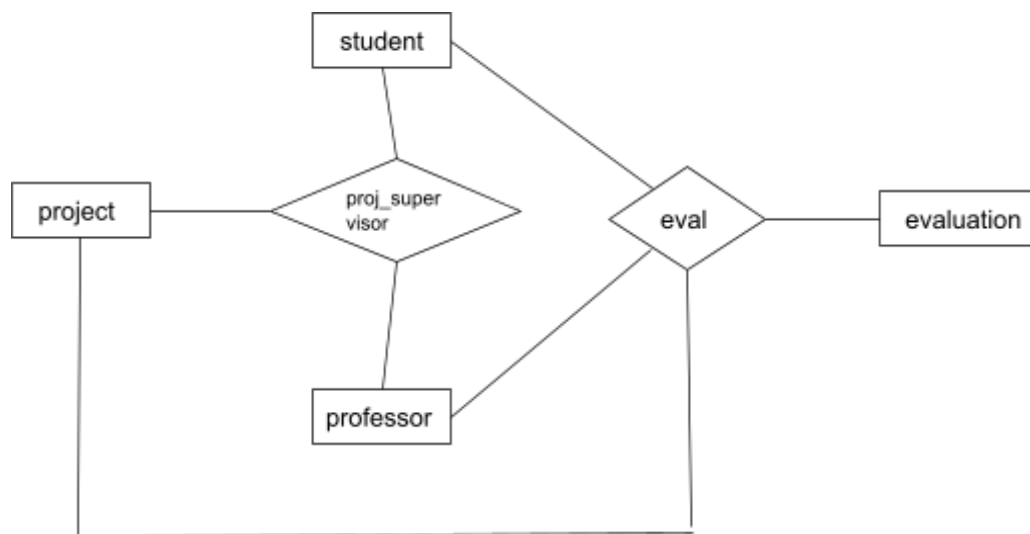 student
project
proj_super
visor
eval
evaluation
professor